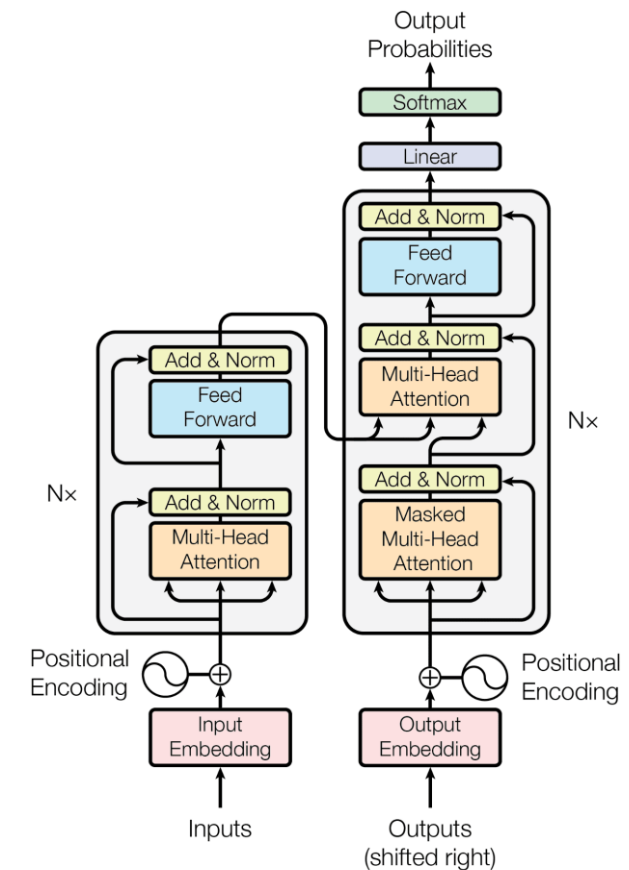 Output
Probabilities
Softmax
Linear
Add & Norm
Feed
Forward
Add & Norm
Multi-Head
Attention
Add & Norm
Masked
Multi-Head
Attention
N×
Add & Norm
Feed
Forward
Add & Norm
Multi-Head
Attention
N×
Positional
Encoding
Positional
Encoding
Input
Embedding
Output
Embedding
Inputs
Outputs
(shifted right)